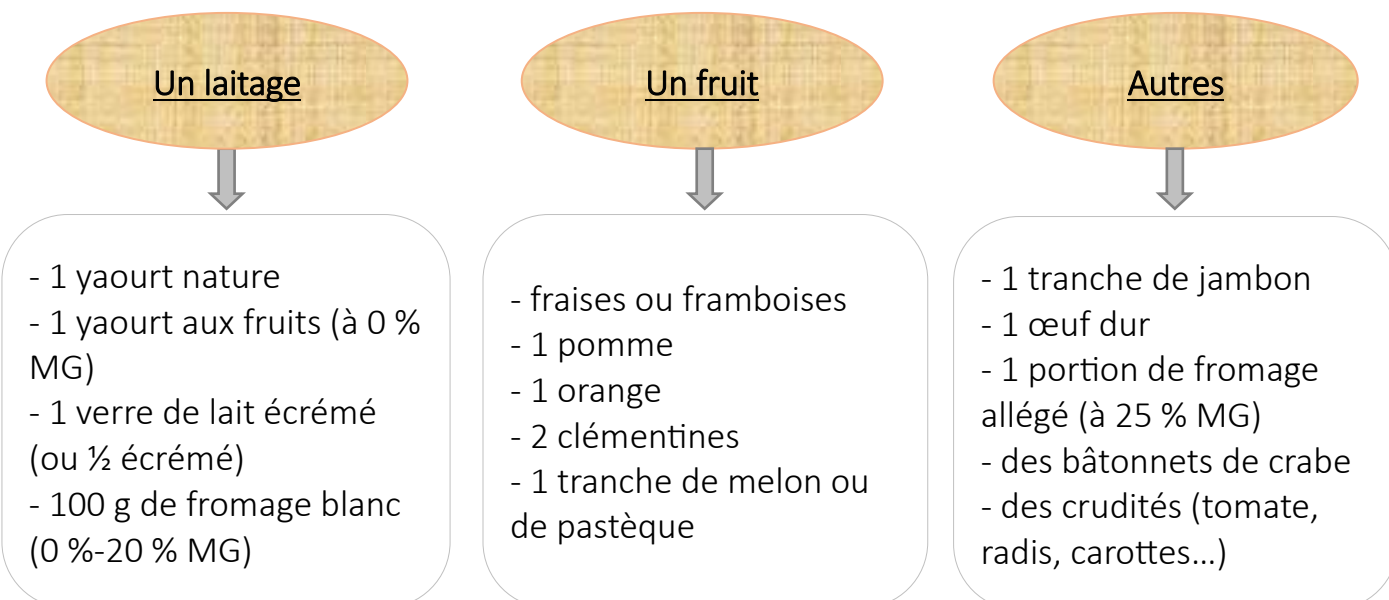 Un laitage
- 1 yaourt nature
- 1 yaourt aux fruits (à 0 %
MG)
- 1 verre de lait écrémé
(ou ½ écrémé)
- 100 g de fromage blanc
(0 %-20 % MG)
Un fruit
- fraises ou framboises
- 1 pomme
- 1 orange
- 2 clémentines
- 1 tranche de melon ou
de pastèque
Autres
- 1 tranche de jambon
- 1 œuf dur
- 1 portion de fromage
allégé (à 25 % MG)
- des bâtonnets de crabe
- des crudités (tomate,
radis, carottes…)